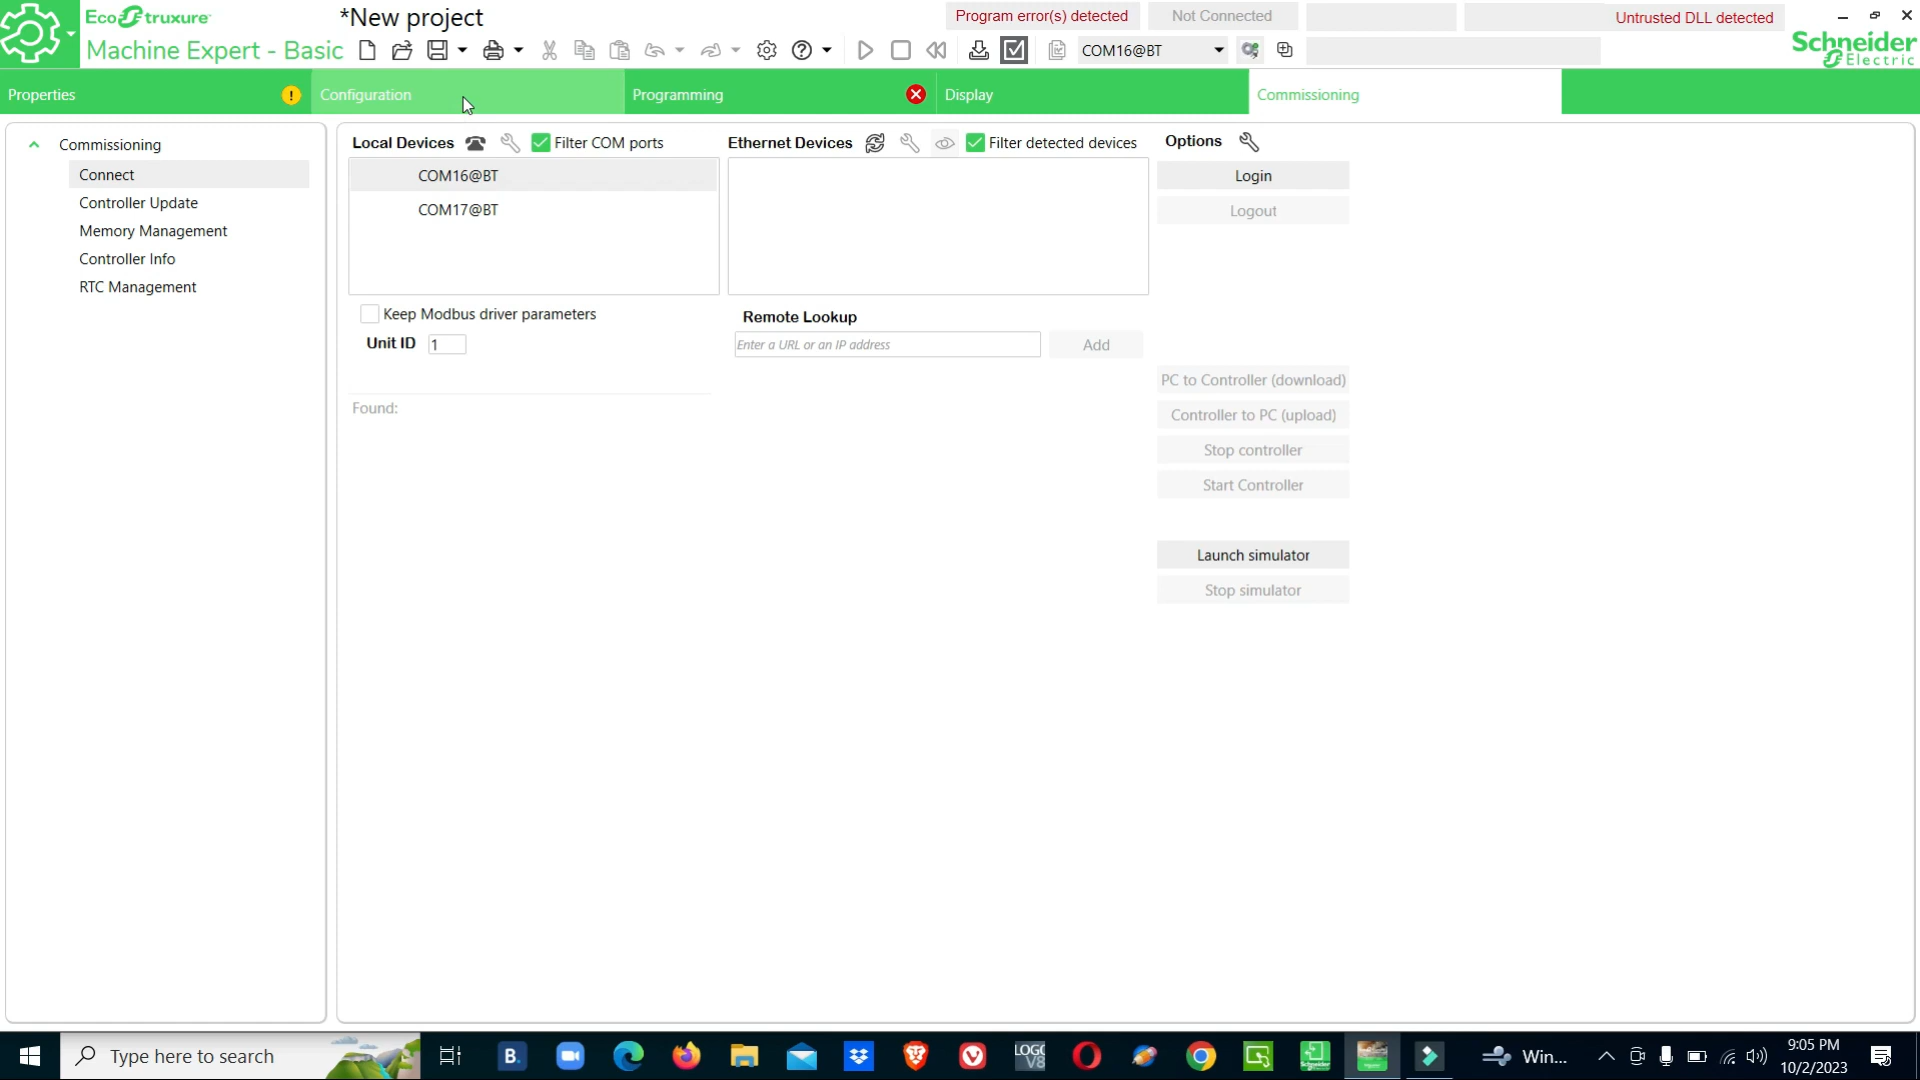 EcoStruxure
*New project
Program error(s) detected
Not Connected
Untrusted DLL detected
Machine Expert - Basic
COM16@BT
Schneider
Electric
Properties
Configuration
Programming
Display
Commissioning
Commissioning
Connect
Controller Update
Memory Management
Controller Info
RTC Management
Local Devices
Filter COM ports
COM16@BT
COM17@BT
Keep Modbus driver parameters
Unit ID 1
Found:
Ethernet Devices
Filter detected devices
Remote Lookup
Enter a URL or an IP address
Add
Options
Login
Logout
PC to Controller (download)
Controller to PC (upload)
Stop controller
Start Controller
Launch simulator
Stop simulator
Type here to search
B.
LOGO
V8
Win...
9:05 PM
10/2/2023